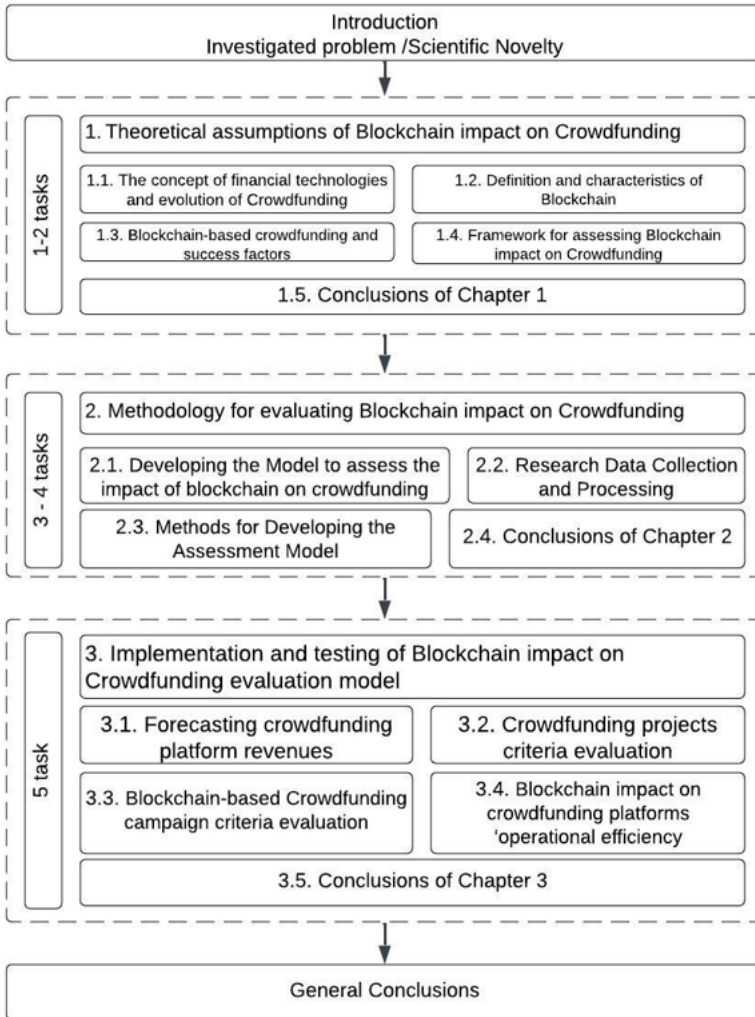 Introduction
Investigated problem /Scientific Novelty
1-2 tasks
1. Theoretical assumptions of Blockchain impact on Crowdfunding
1.1. The concept of financial technologies
and evolution of Crowdfunding
1.2. Definition and characteristics of
Blockchain
1.3. Blockchain-based crowdfunding and
success factors
1.4. Framework for assessing Blockchain
impact on Crowdfunding
1.5. Conclusions of Chapter 1
3 - 4 tasks
2. Methodology for evaluating Blockchain impact on Crowdfunding
2.1. Developing the Model to assess the
impact of blockchain on crowdfunding
2.2. Research Data Collection
and Processing
2.3. Methods for Developing the
Assessment Model
2.4. Conclusions of Chapter 2
5 task
3. Implementation and testing of Blockchain impact on
Crowdfunding evaluation model
3.1. Forecasting crowdfunding
platform revenues
3.2. Crowdfunding projects
criteria evaluation
3.3. Blockchain-based Crowdfunding
campaign criteria evaluation
3.4. Blockchain impact on
crowdfunding platforms
‘operational efficiency
3.5. Conclusions of Chapter 3
General Conclusions